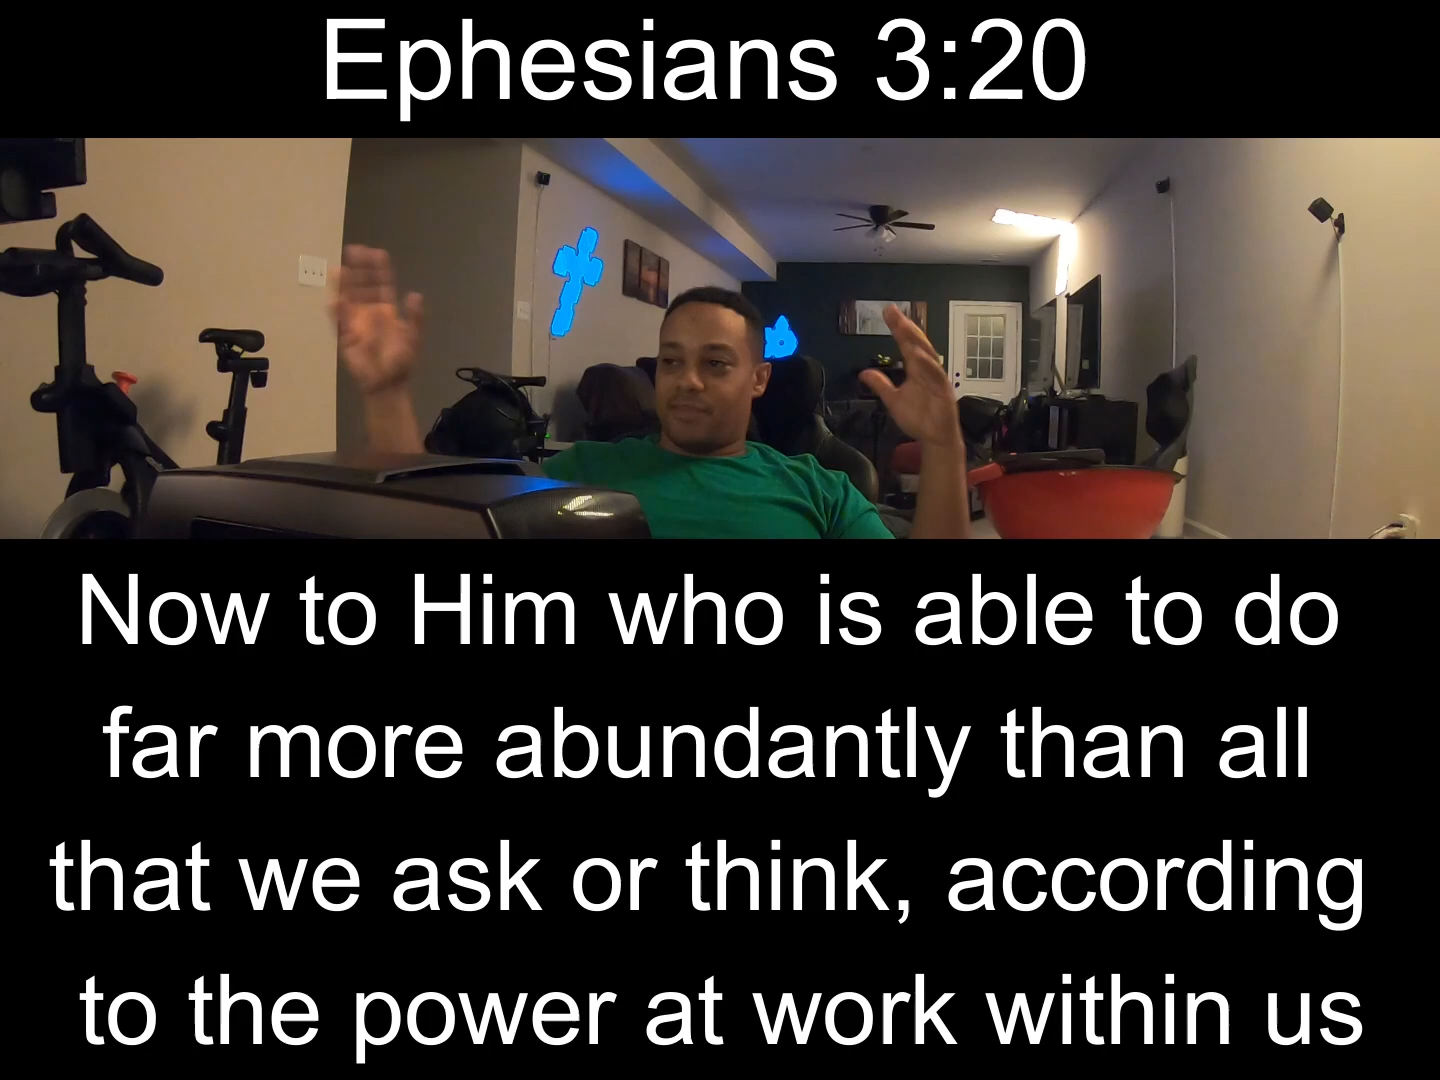 Ephesians 3:20
Now to Him who is able to do
far more abundantly than all
that we ask or think, according
to the power at work within us